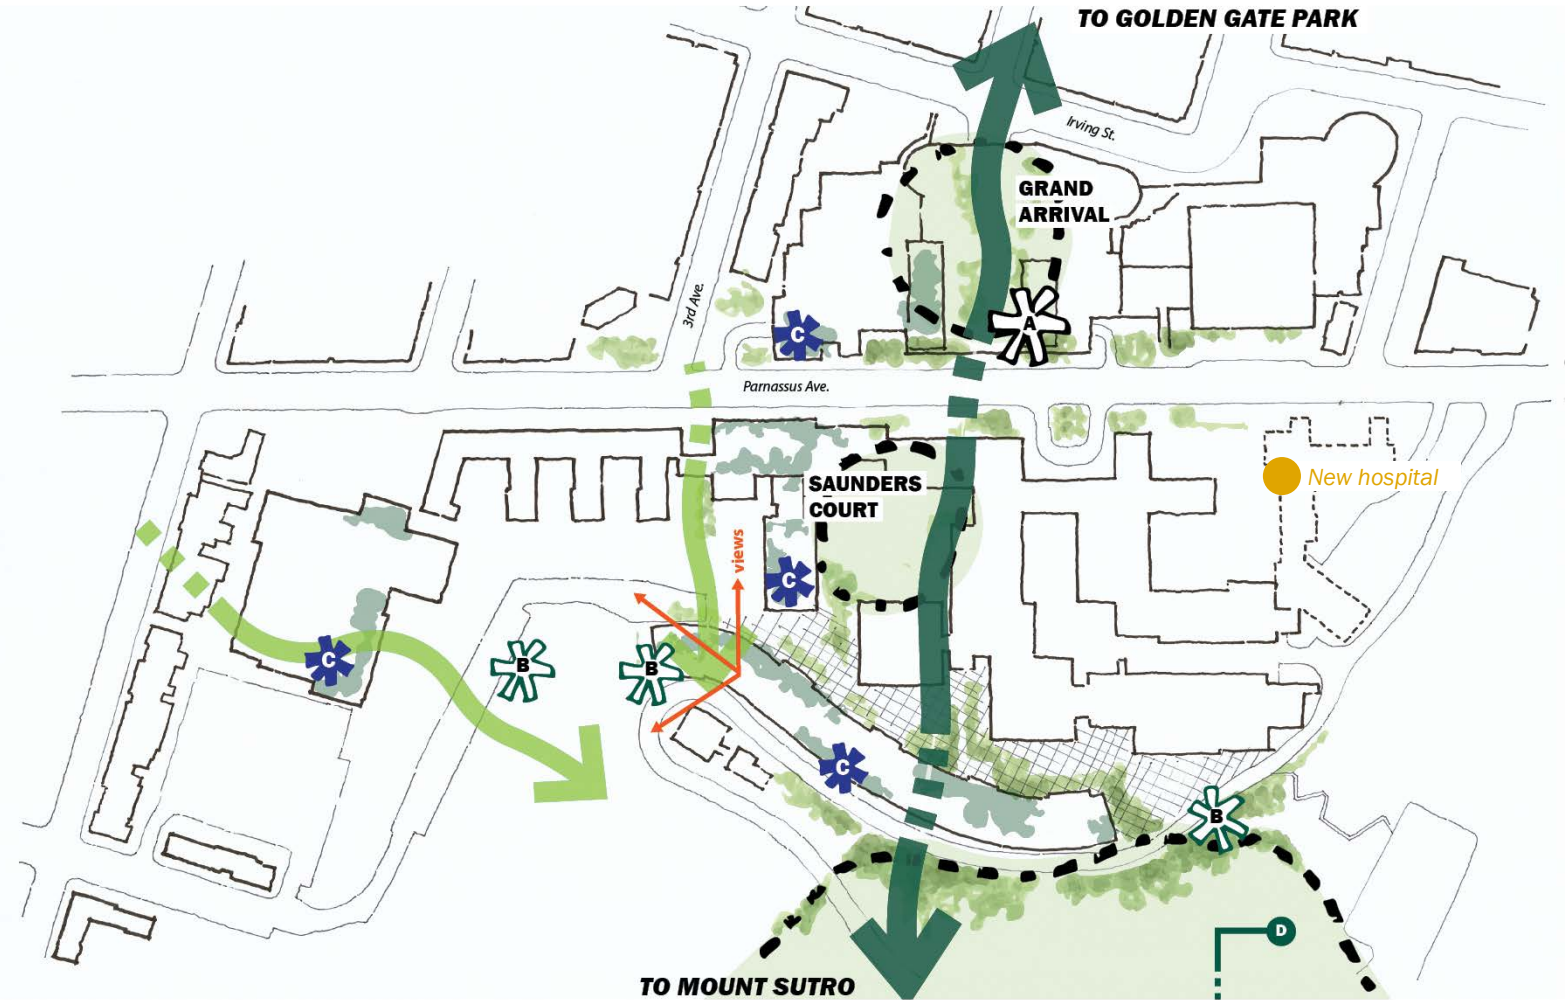 TO GOLDEN GATE PARK
Irving St.
GRAND
ARRIVAL
3rd Ave.
C
A
Parnassus Ave.
SAUNDERS
COURT
New hospital
views
C
C
B
B
C
B
D
TO MOUNT SUTRO